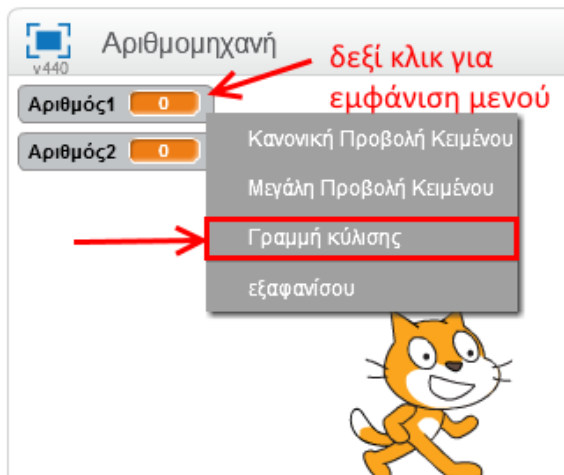 Αριθμομηχανή
v440
δεξί κλικ για
εμφάνιση μενού
Αριθμός1 0
Αριθμός2 0
Κανονική Προβολή Κειμένου
Μεγάλη Προβολή Κειμένου
Γραμμή κύλισης
εξαφανίσου